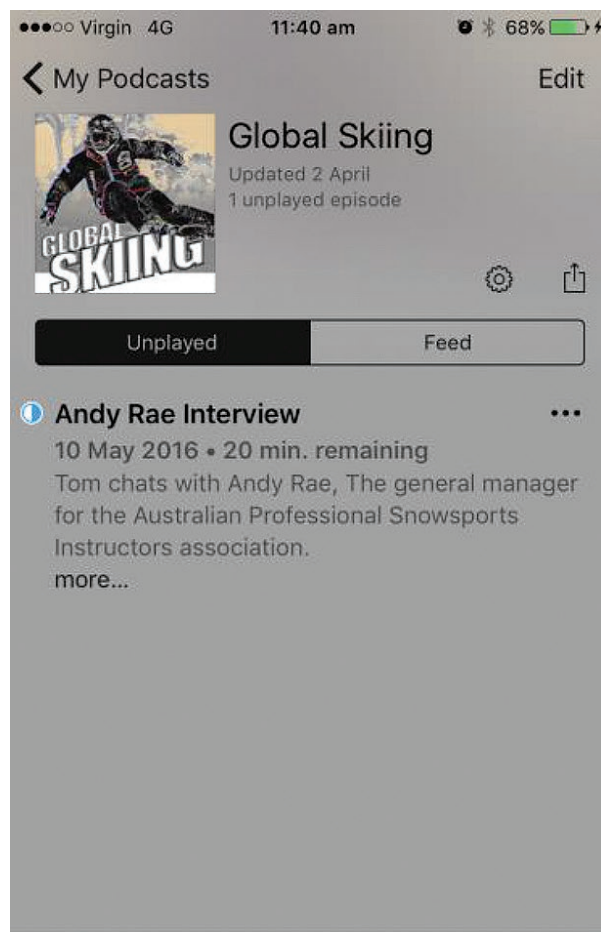 Virgin 4G 11:40 am 68%
My Podcasts Edit
Global Skiing
Updated 2 April
1 unplayed episode
GLOBAL
SKIING
Unplayed Feed
Andy Rae Interview
10 May 2016 • 20 min. remaining
Tom chats with Andy Rae, The general manager
for the Australian Professional Snowsports
Instructors association.
more...